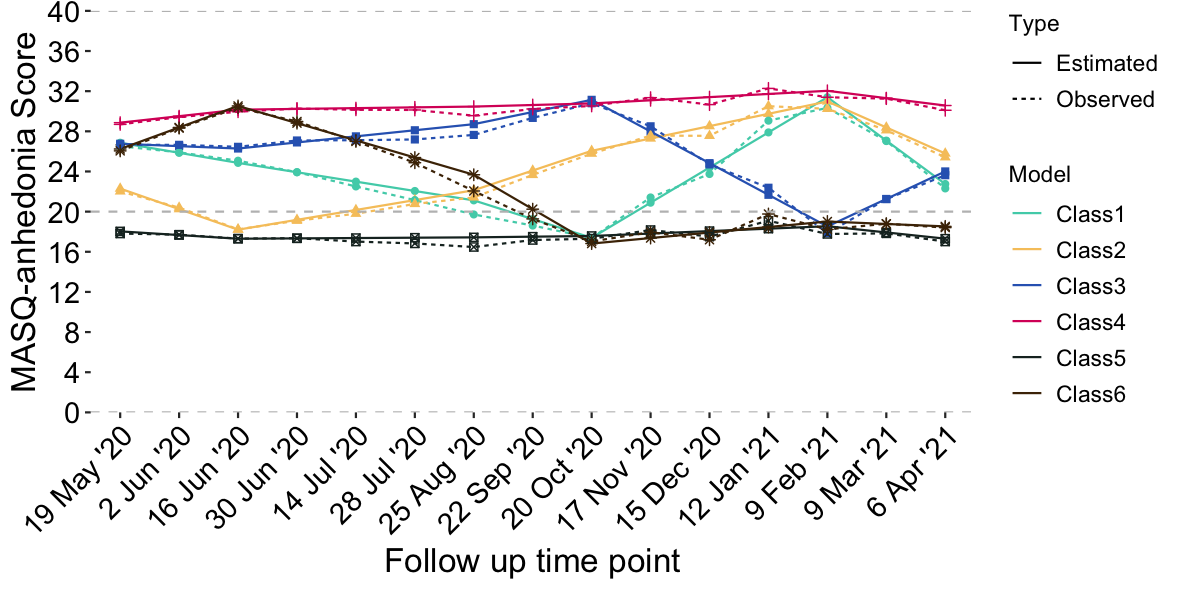 MASQ-anhedonia Score
40
36
32
28
24
20
16
12
8
4
0
19 May '20
2 Jun '20
16 Jun '20
30 Jun '20
14 Jul '20
28 Jul '20
25 Aug '20
22 Sep '20
20 Oct '20
17 Nov '20
15 Dec '20
12 Jan '21
9 Feb '21
9 Mar '21
6 Apr '21
Follow up time point
Type
Estimated
Observed
Model
Class1
Class2
Class3
Class4
Class5
Class6